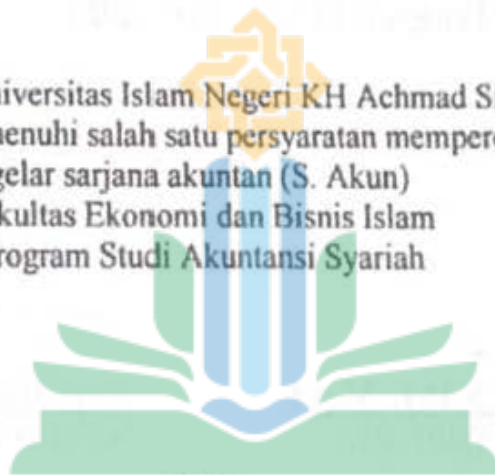 niversitas Islam Negeri KH Achmad S
nenuhi salah satu persyaratan memper
gelar sarjana akuntan (S. Akun)
kultas Ekonomi dan Bisnis Islam
rogram Studi Akuntansi Syariah